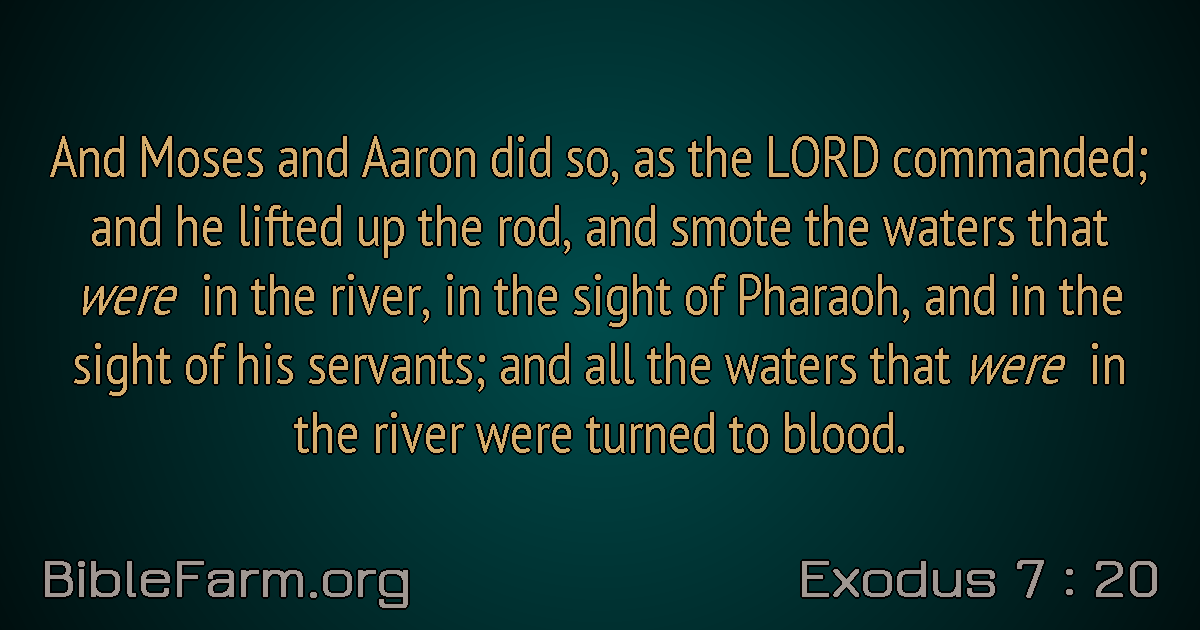 And Moses and Aaron did so, as the LORD commanded;
and he lifted up the rod, and smote the waters that
were in the river, in the sight of Pharaoh, and in the
sight of his servants; and all the waters that were in
the river were turned to blood.
BibleFarm.org
Exodus 7 : 20